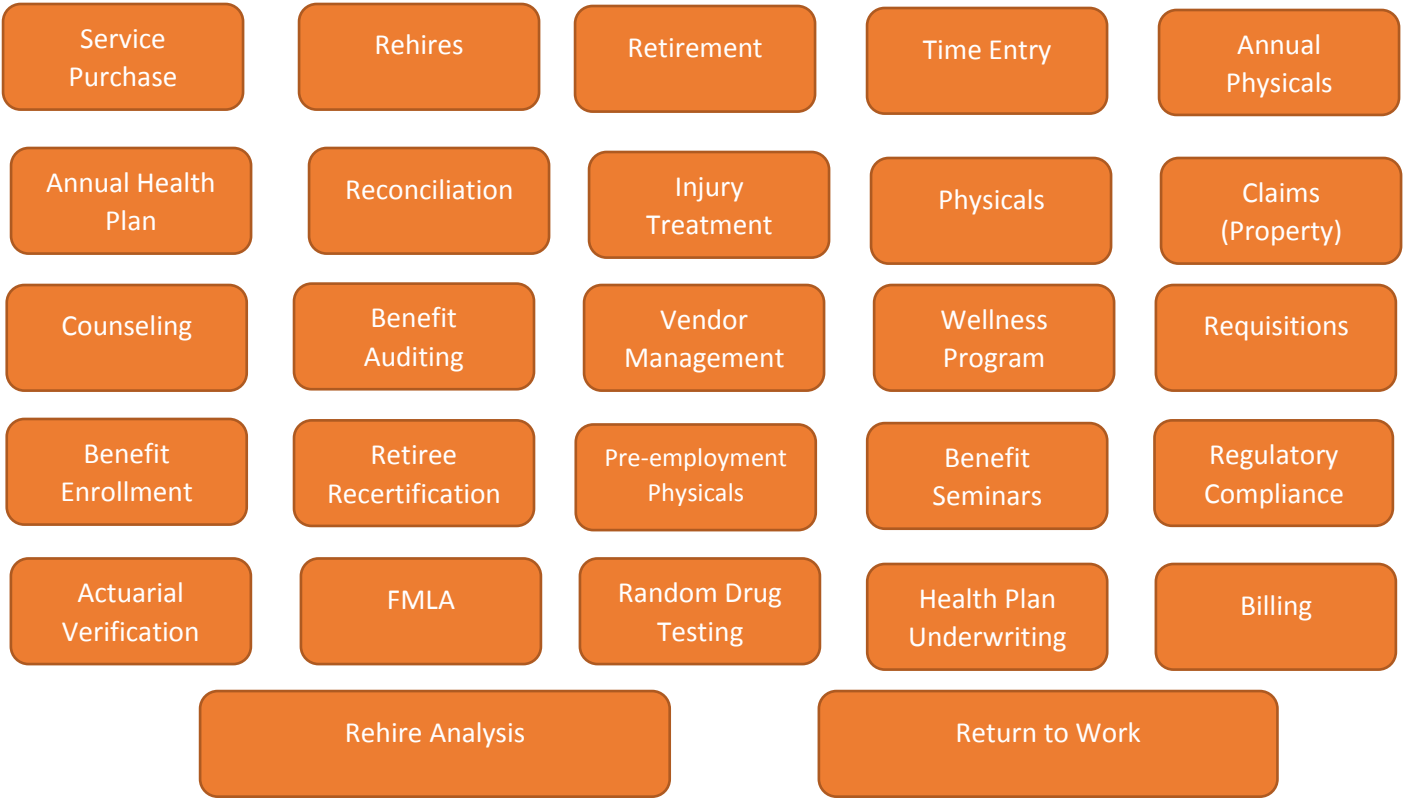 Service
Purchase
Rehires
Retirement
Time Entry
Annual
Physicals
Annual Health
Plan
Reconciliation
Injury
Treatment
Physicals
Claims
(Property)
Counseling
Benefit
Auditing
Vendor
Management
Wellness
Program
Requisitions
Benefit
Enrollment
Retiree
Recertification
Pre-employment
Physicals
Benefit
Seminars
Regulatory
Compliance
Actuarial
Verification
FMLA
Random Drug
Testing
Health Plan
Underwriting
Billing
Rehire Analysis
Return to Work